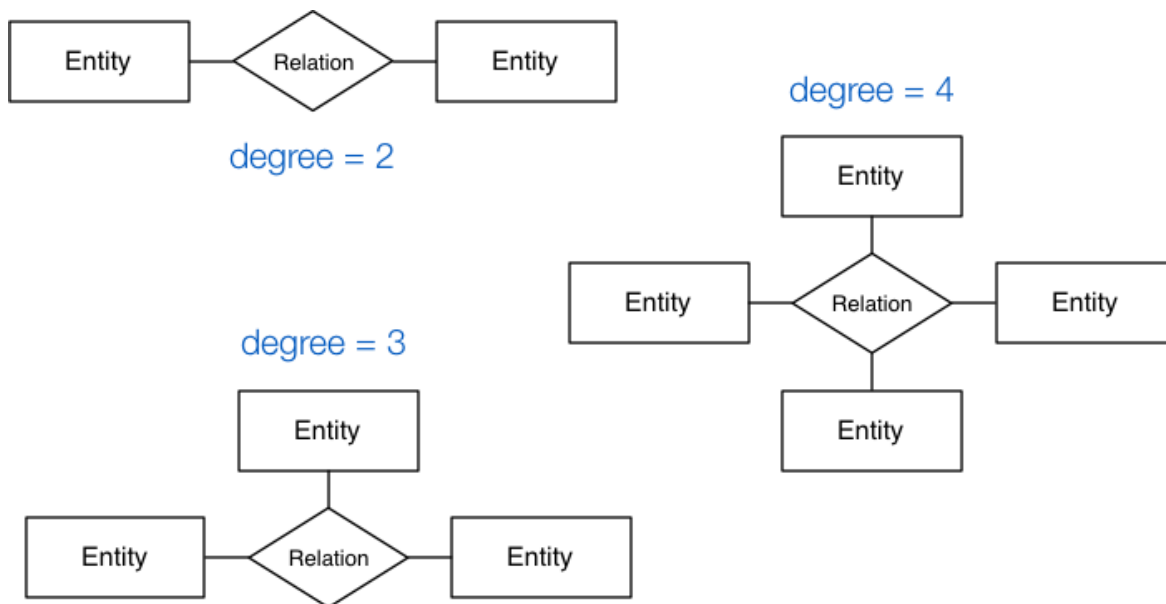 Entity
Relation
Entity
degree = 2
degree = 4
Entity
Entity
Relation
Entity
Entity
degree = 3
Entity
Entity
Relation
Entity